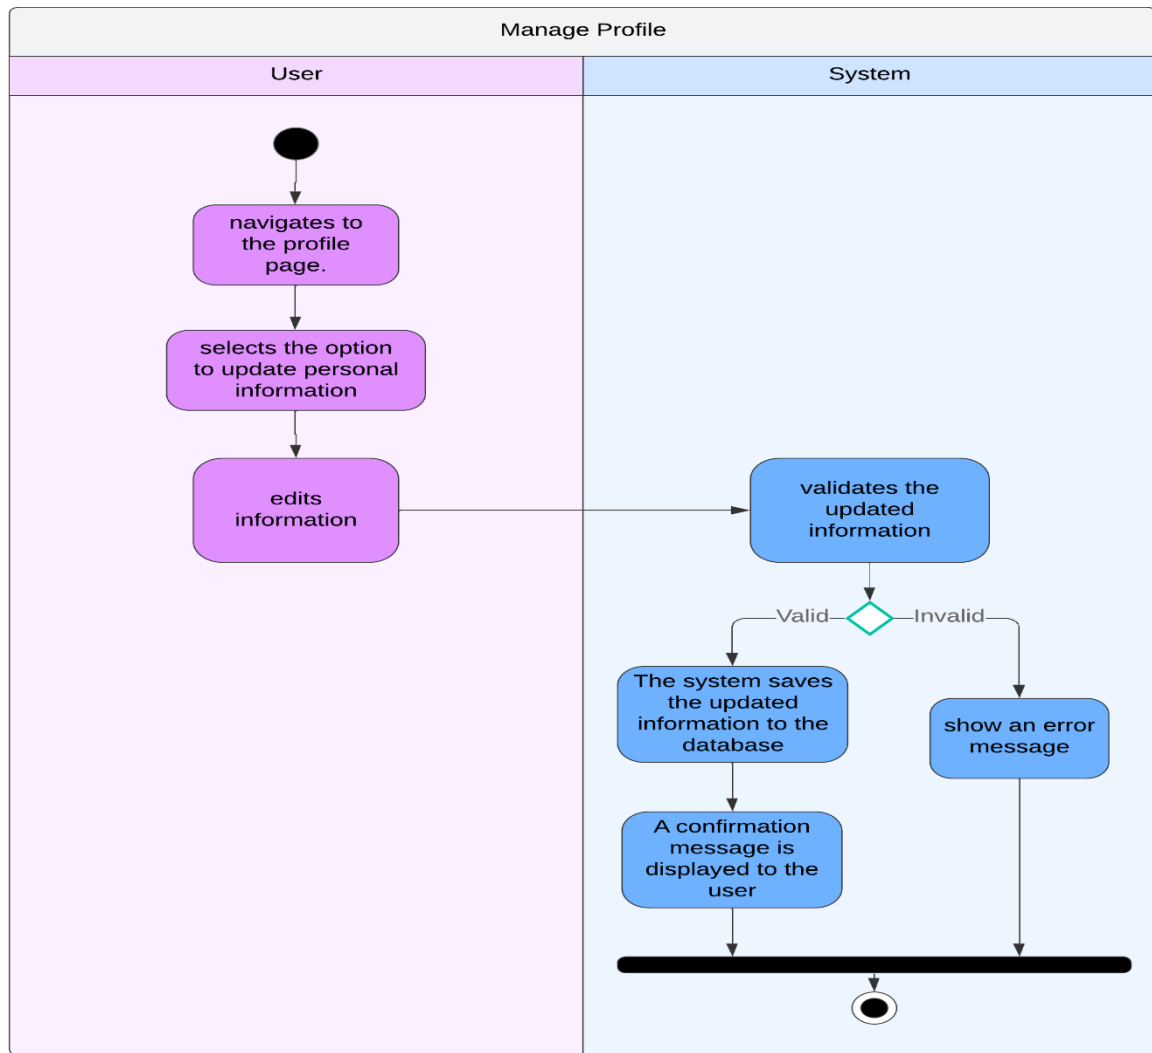 Manage Profile
User
System
navigates to
the profile
page.
selects the option
to update personal
information
edits
information
validates the
updated
information
Valid
Invalid
The system saves
the updated
information to the
database
show an error
message
A confirmation
message is
displayed to the
user